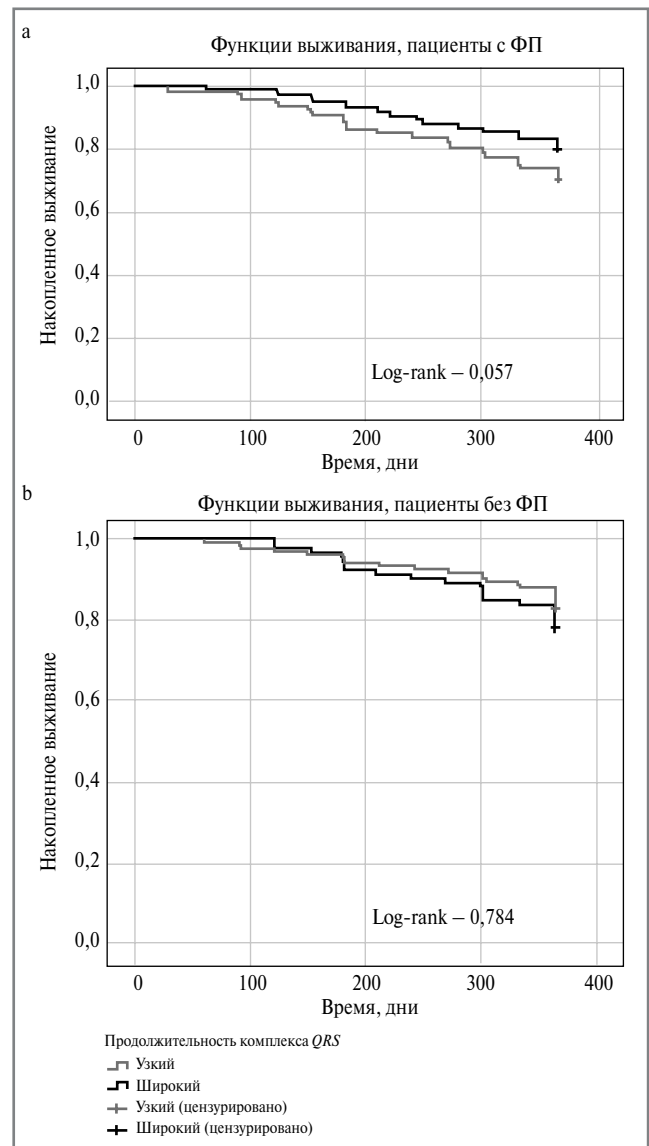 a
Функции выживания, пациенты с ФП
Накопленное выживание
1,0
0,8
0,6
0,4
0,2
0,0
Log-rank – 0,057
0 100 200 300 400
Время, дни
b
Функции выживания, пациенты без ФП
Накопленное выживание
1,0
0,8
0,6
0,4
0,2
0,0
Log-rank – 0,784
0 100 200 300 400
Время, дни
Продолжительность комплекса QRS
Узкий
Широкий
Узкий (цензурировано)
Широкий (цензурировано)